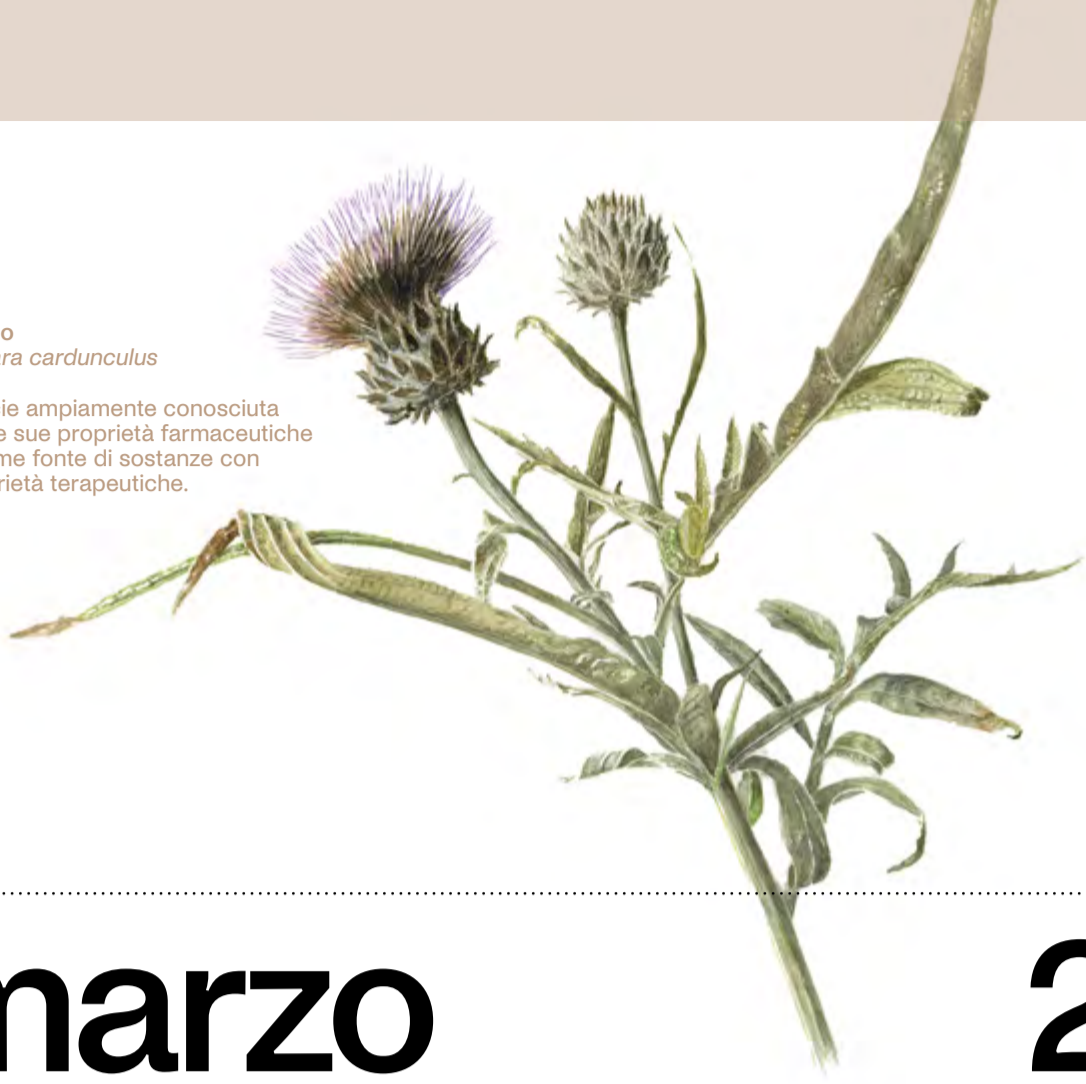 o
ra cardunculus
ie ampiamente conosciuta
e sue proprietà farmaceutiche
me fonte di sostanze con
rietà terapeutiche.
marzo
2